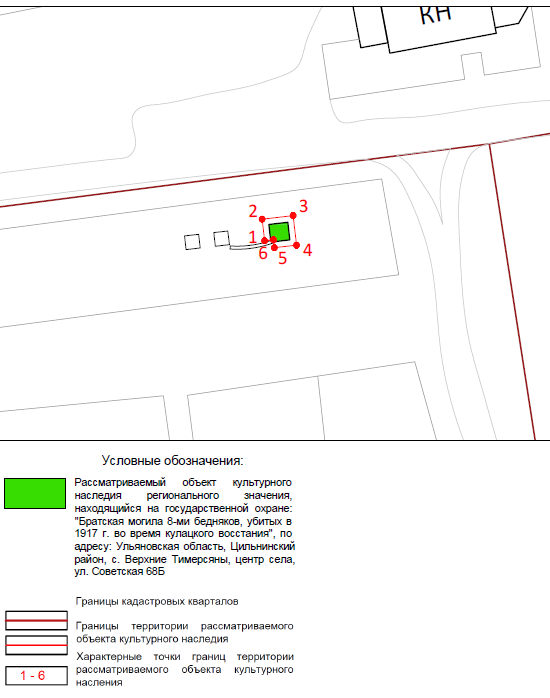 КН
2
3
1
6
5
4
Условные обозначения:
Рассматриваемый объект культурного
наследия регионального значения,
находящийся на государственной охране:
"Братская могила 8-ми бедняков, убитых в
1917 г. во время кулацкого восстания", по
адресу: Ульяновская область, Цильнинский
район, с. Верхние Тимерсяны, центр села,
ул. Советская 68Б
Границы кадастровых кварталов
Границы территории рассматриваемого
объекта культурного наследия
Характерные точки границ территории
рассматриваемого объекта культурного
насления
1 - 6